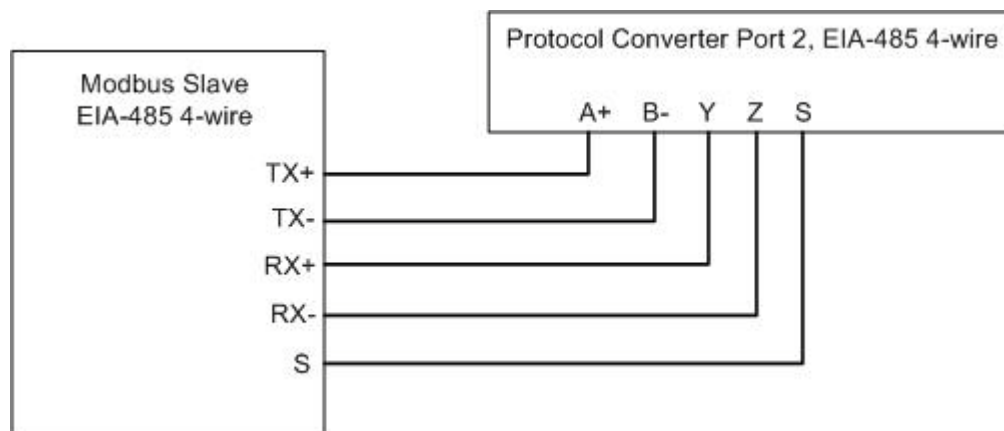 Protocol Converter Port 2, EIA-485 4-wire
A+ B- Y Z S
Modbus Slave
EIA-485 4-wire
TX+
TX-
RX+
RX-
S